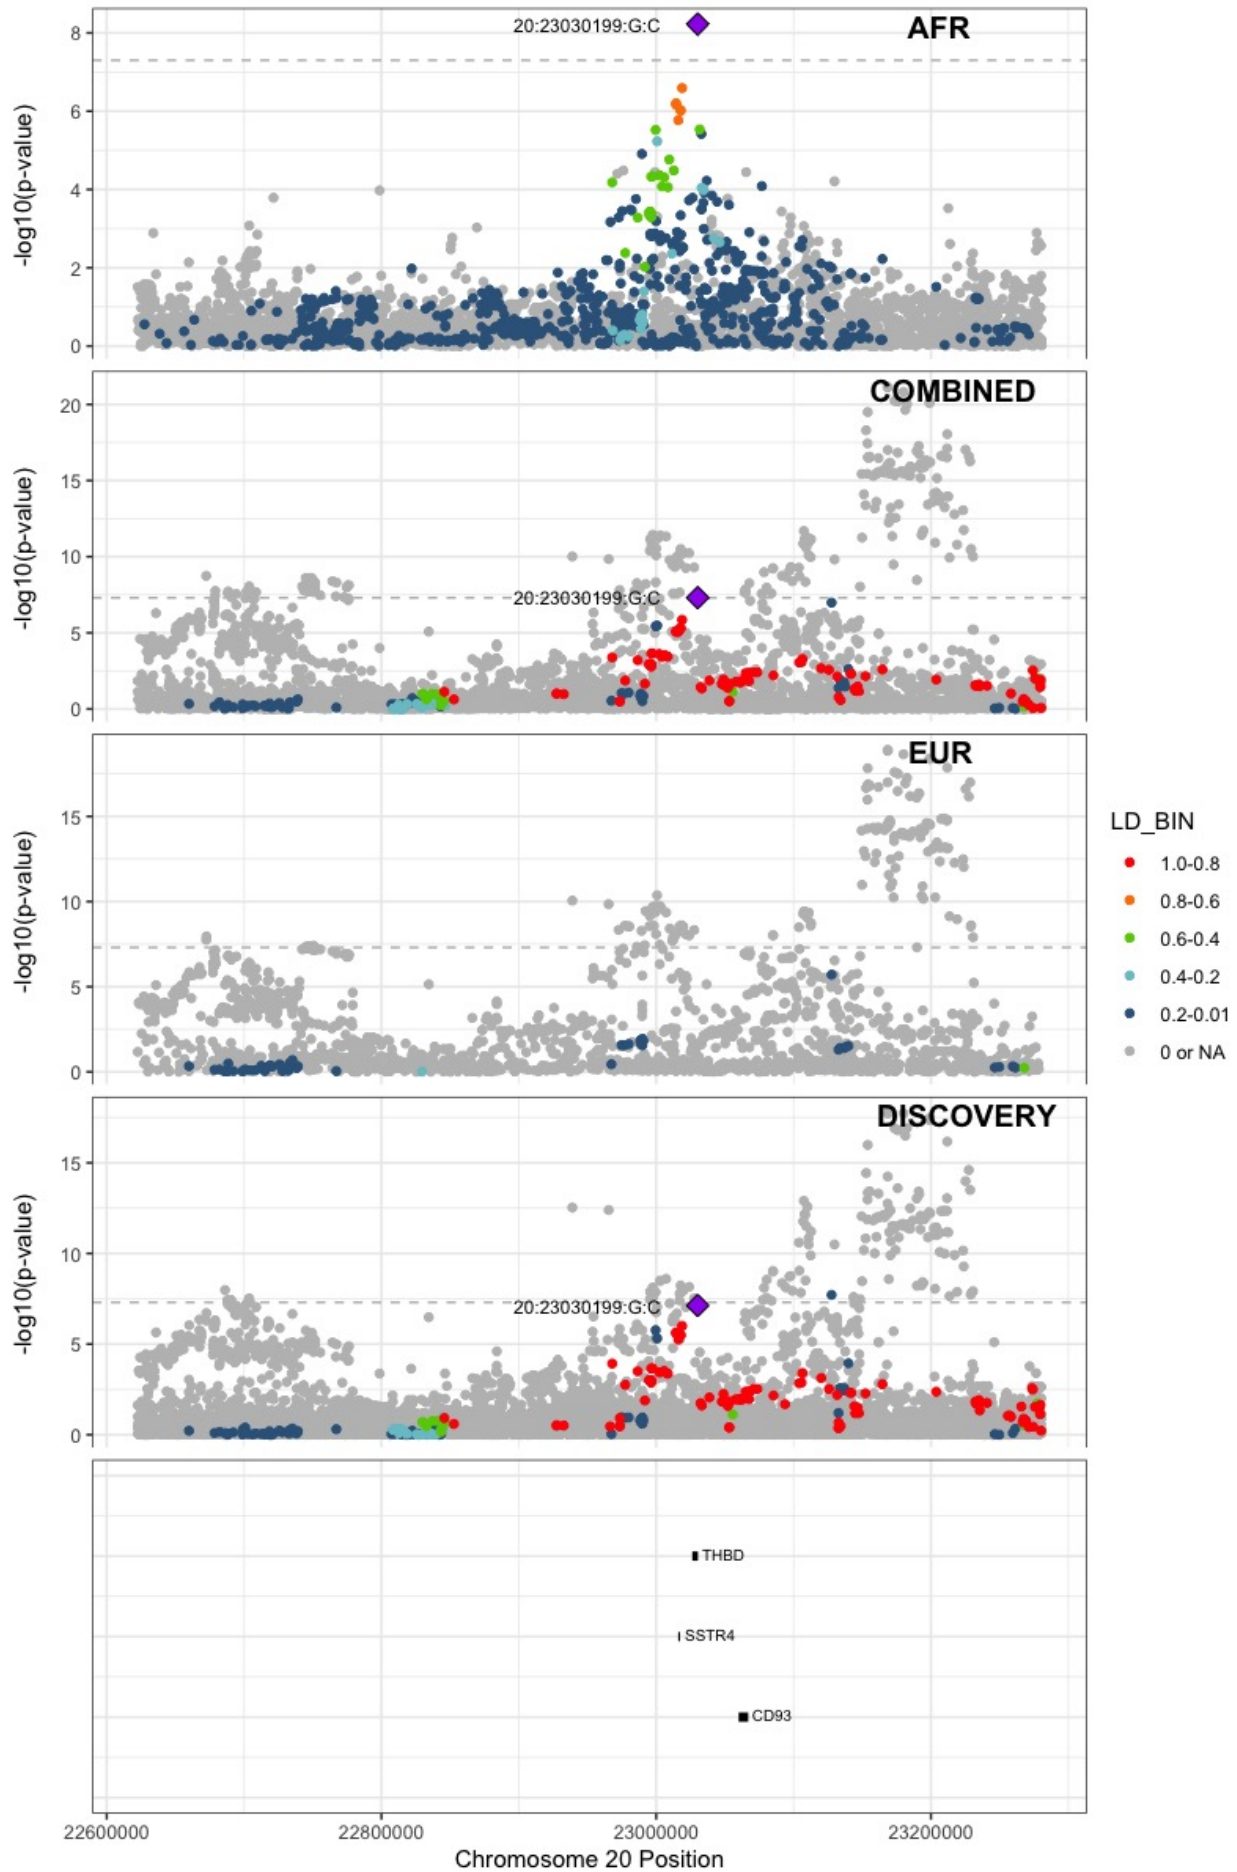 AFR
20:23030199:G:C
8
6
4
2
0
-log10(p-value)
COMBINED
20:23030199:G:C
20
15
10
5
0
-log10(p-value)
EUR
15
10
5
0
-log10(p-value)
DISCOVERY
20:23030199:G:C
15
10
5
0
-log10(p-value)
THBD
SSTR4
CD93
22600000 22800000 23000000 23200000
Chromosome 20 Position
LD_BIN
1.0-0.8
0.8-0.6
0.6-0.4
0.4-0.2
0.2-0.01
0 or NA